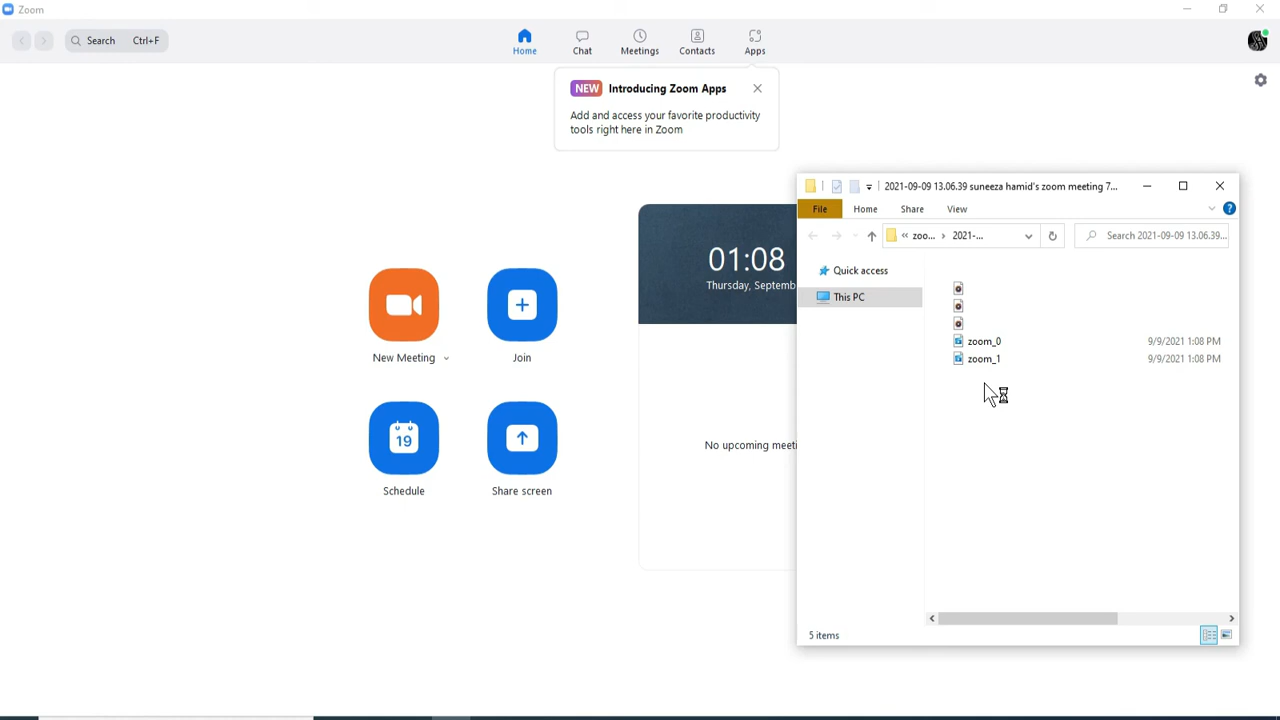 Zoom
Search Ctrl+F
Home
Chat
Meetings
Contacts
Apps
NEW Introducing Zoom Apps
Add and access your favorite productivity
tools right here in Zoom
01:08
Thursday, Septemb
New Meeting
Join
19
Schedule
Share screen
No upcoming meeti
2021-09-09 13.06.39 suneeza hamid's zoom meeting 7...
File Home Share View
?
« zoo... › 2021-...
Search 2021-09-09 13.06.39...
Quick access
This PC
zoom_0 9/9/2021 1:08 PM
zoom_1 9/9/2021 1:08 PM
5 items